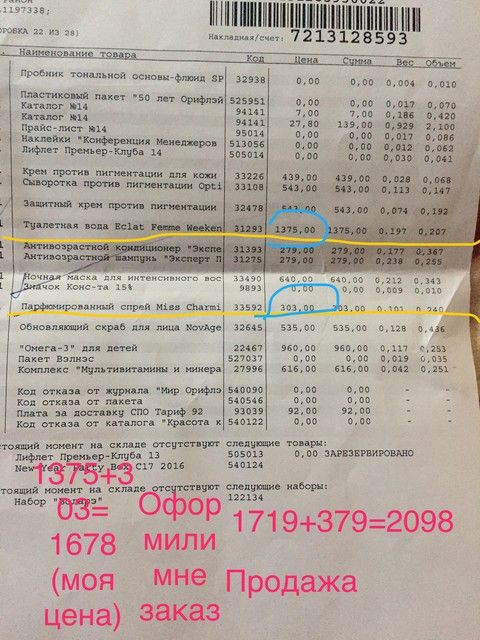 .1197338;
ОРОБКА 22 ИЗ 28)
Накладная/счет: 7213128593
Наименование товара Код Цена Сумма Вес Объем
Пробник тональной основы-флюид SP 32938 0,00 0,00 0,004 0,010
Пластиковый пакет "50 лет Орифлэй 525951 0,00 0,00 0,017 0,070
Каталог №14 94141 7,00 7,00 0,186 0,420
Каталог №14 94141 27,80 139,00 0,929 2,100
Прайс-лист №14 95014 0,00 0,00 0,017 0,086
Наклейки "Конференция Менеджеров 513056 0,00 0,00 0,012 0,062
Лифлет Премьер-Клуба 14 505014 0,00 0,00 0,030 0,041
Крем против пигментации для кожи 33226 439,00 439,00 0,028 0,068
Сыворотка против пигментации Opti 33108 543,00 543,00 0,113 0,147
Защитный крем против пигментации 32478 543,00 543,00 0,074 0,192
Туалетная вода Eclat Femme Weeken 31293 1375,00 1375,00 0,197 0,207
Антивозрастной кондиционер "Экспе 31393 279,00 279,00 0,177 0,367
Антивозрастной шампунь "Эксперт П 31275 279,00 279,00 0,238 0,255
Ночная маска для интенсивного вос 33490 640,00 640,00 0,212 0,343
Значок Конс-та 15% 9893 0,00 0,00 0,009 0,010
Парфюмированный спрей Miss Charmi 33592 303,00 303,00 0,101 0,240
Обновляющий скраб для лица NovAge 32645 535,00 535,00 0,128 0,436
"Омега-3" для детей 22467 960,00 960,00 0,117 0,253
Пакет Вэлнэс 527037 0,00 0,00 0,019 0,035
Комплекс "Мультивитамины и минера 27996 616,00 616,00 0,042 0,251
Код отказа от журнала "Мир Орифлэ 540090 0,00 0,00 - -
Код отказа от пакета 540546 0,00 0,00 - -
Плата за доставку СПО Тариф 92 93039 92,00 92,00 - -
Код отказа от каталога "Красота к 540122 0,00 0,00 - -
стоящий момент на складе отсутствуют следующие товары:
Лифлет Премьер-Клуба 13 505013 0,00 ЗАРЕЗЕРВИРОВАНО
New Year Party Box C17 2016 540124
стоящий момент на складе отсутствуют следующие наборы:
Набор 122134
1375+3
03=
1678
(моя
цена)
Офор
мили
мне
заказ
1719+379=2098
Продажа